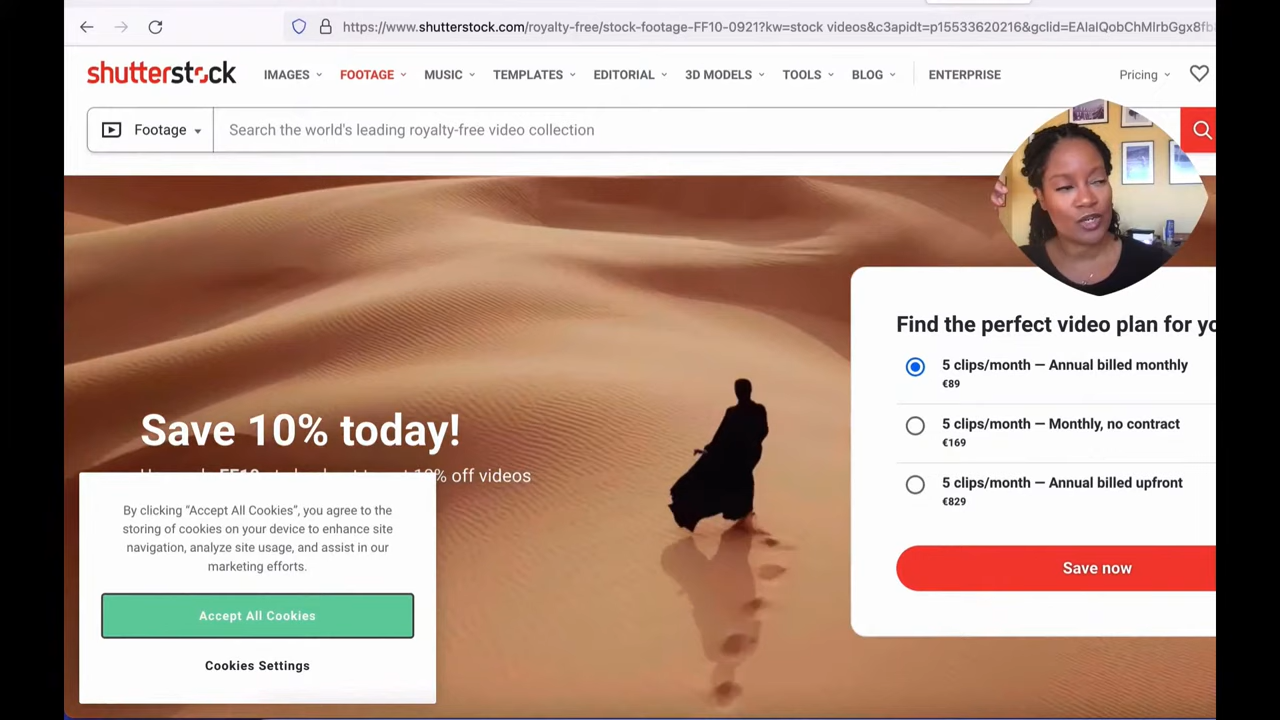 https://www.shutterstock.com/royalty-free/stock-footage-FF10-0921?kw=stock videos&c3apidt=p15533620216&gclid=EAIaIQobChMIrbGgx8fb
shutterstock
IMAGES
FOOTAGE
MUSIC
TEMPLATES
EDITORIAL
3D MODELS
TOOLS
BLOG
ENTERPRISE
Pricing
Footage
Search the world's leading royalty-free video collection
Find the perfect video plan for yo
5 clips/month — Annual billed monthly
€89
5 clips/month — Monthly, no contract
€169
5 clips/month — Annual billed upfront
€829
Save now
Save 10% today!
off videos
By clicking “Accept All Cookies”, you agree to the
storing of cookies on your device to enhance site
navigation, analyze site usage, and assist in our
marketing efforts.
Accept All Cookies
Cookies Settings